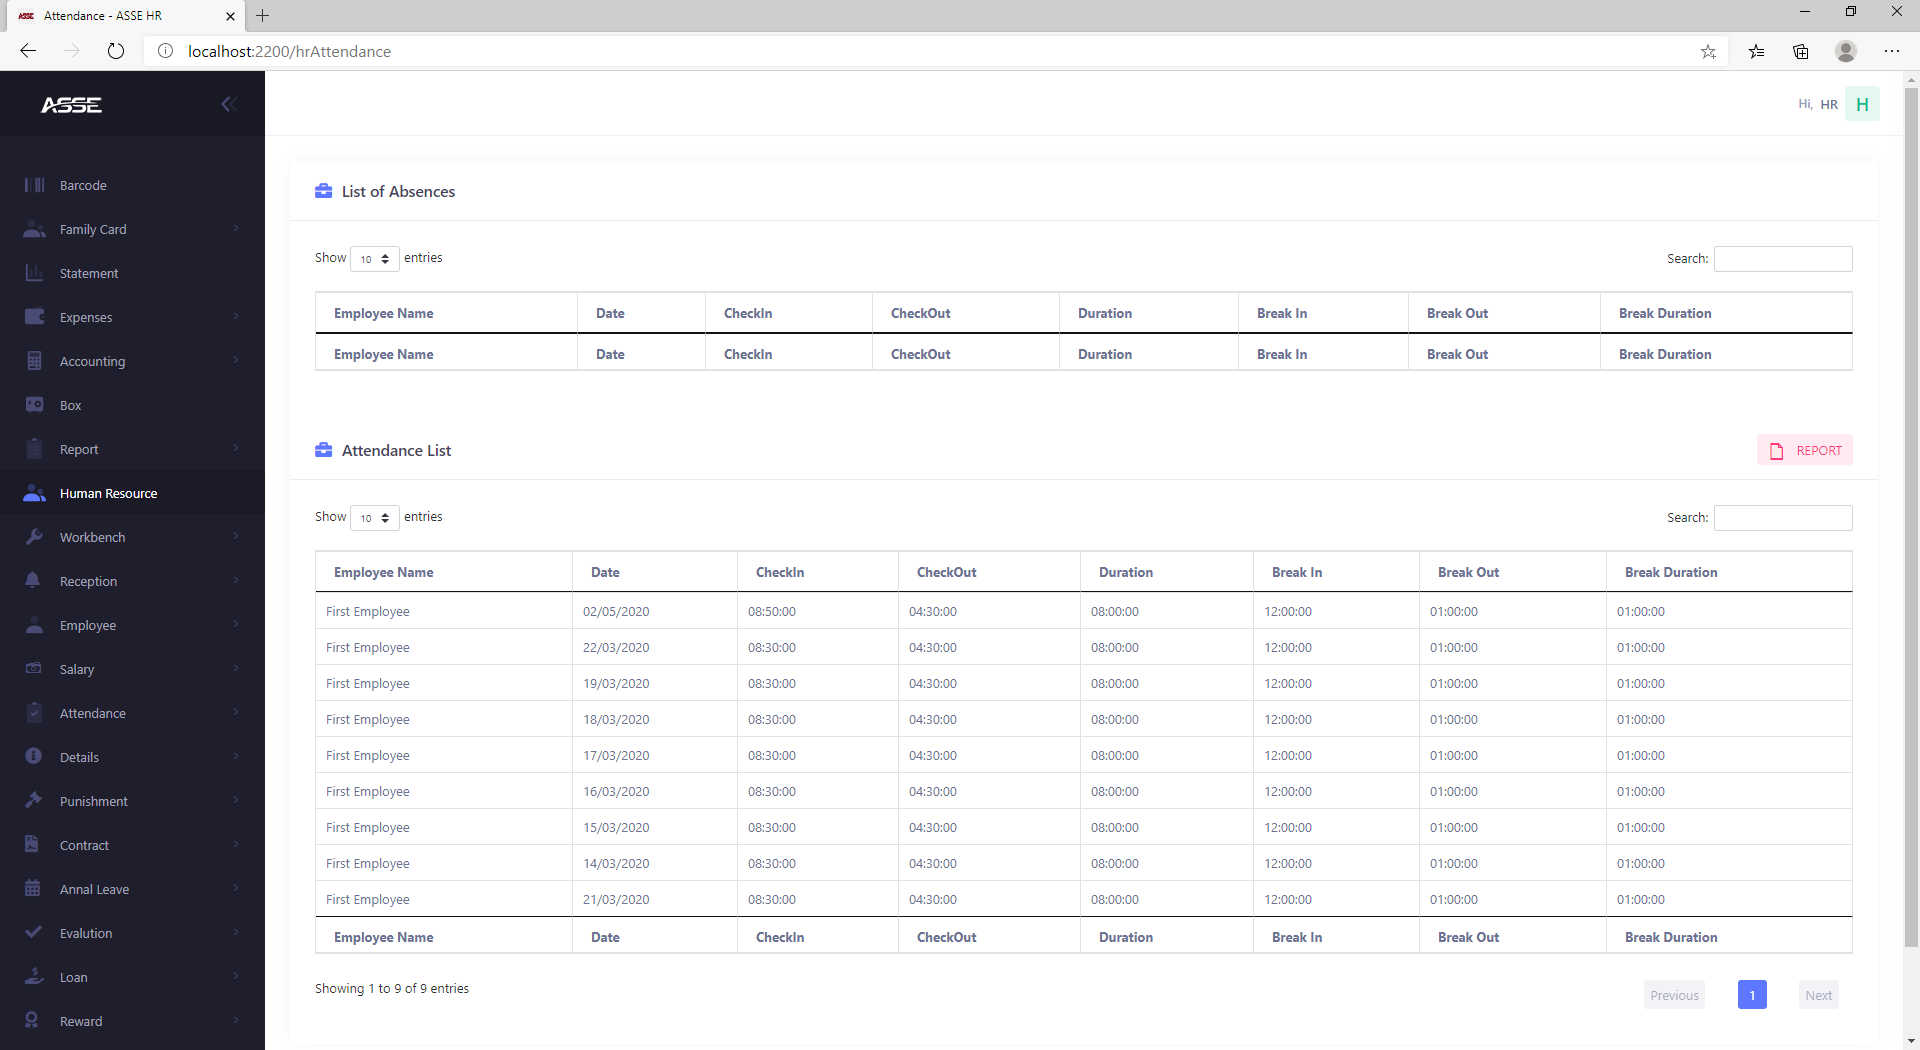 Attendance - ASSE HR
localhost:2200/hrAttendance
ASSE
Hi, HR H
Barcode
Family Card
Statement
Expenses
Accounting
Box
Report
Human Resource
Workbench
Reception
Employee
Salary
Attendance
Details
Punishment
Contract
Annal Leave
Evalution
Loan
Reward
List of Absences
Show 10 entries Search:
Employee Name Date CheckIn CheckOut Duration Break In Break Out Break Duration
Employee Name Date CheckIn CheckOut Duration Break In Break Out Break Duration
Attendance List REPORT
Show 10 entries Search:
Employee Name Date CheckIn CheckOut Duration Break In Break Out Break Duration
First Employee 02/05/2020 08:50:00 04:30:00 08:00:00 12:00:00 01:00:00 01:00:00
First Employee 22/03/2020 08:30:00 04:30:00 08:00:00 12:00:00 01:00:00 01:00:00
First Employee 19/03/2020 08:30:00 04:30:00 08:00:00 12:00:00 01:00:00 01:00:00
First Employee 18/03/2020 08:30:00 04:30:00 08:00:00 12:00:00 01:00:00 01:00:00
First Employee 17/03/2020 08:30:00 04:30:00 08:00:00 12:00:00 01:00:00 01:00:00
First Employee 16/03/2020 08:30:00 04:30:00 08:00:00 12:00:00 01:00:00 01:00:00
First Employee 15/03/2020 08:30:00 04:30:00 08:00:00 12:00:00 01:00:00 01:00:00
First Employee 14/03/2020 08:30:00 04:30:00 08:00:00 12:00:00 01:00:00 01:00:00
First Employee 21/03/2020 08:30:00 04:30:00 08:00:00 12:00:00 01:00:00 01:00:00
Employee Name Date CheckIn CheckOut Duration Break In Break Out Break Duration
Showing 1 to 9 of 9 entries Previous 1 Next